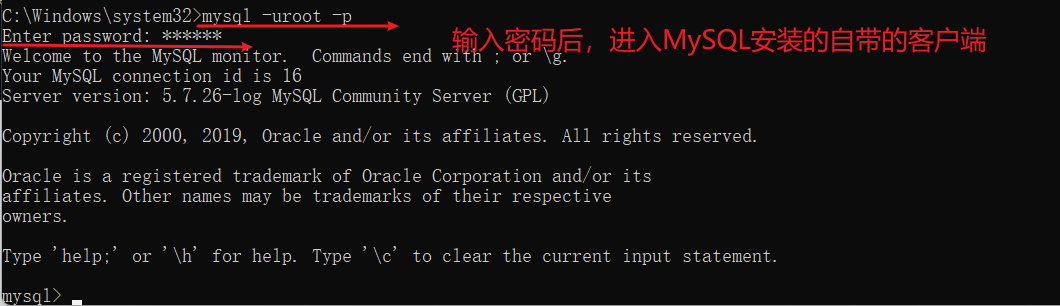 C:\Windows\system32>mysql -uroot -p
Enter password: ******
输入密码后，进入MySQL安装的自带的客户端
Welcome to the MySQL monitor.  Commands end with ; or \g.
Your MySQL connection id is 16
Server version: 5.7.26-log MySQL Community Server (GPL)
Copyright (c) 2000, 2019, Oracle and/or its affiliates. All rights reserved.
Oracle is a registered trademark of Oracle Corporation and/or its
affiliates. Other names may be trademarks of their respective
owners.
Type 'help;' or '\h' for help. Type '\c' to clear the current input statement.
mysql>